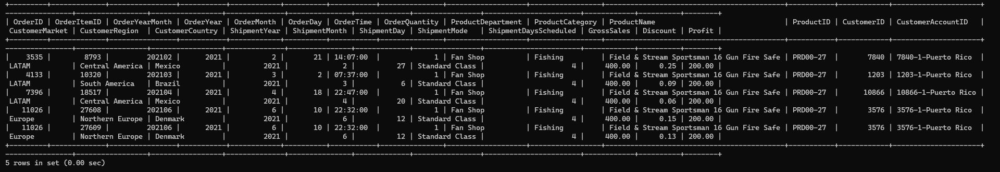 | OrderID | OrderItemID | OrderYearMonth | OrderYear | OrderMonth | OrderDay | OrderTime | OrderQuantity | ProductDepartment | ProductCategory | ProductName | ProductID | CustomerID | CustomerAccountID |
CustomerMarket | CustomerRegion | CustomerCountry | ShipmentYear | ShipmentMonth | ShipmentDay | ShipmentMode | ShipmentDaysScheduled | GrossSales | Discount | Profit |
| 3535 | 8793 | 202102 | 2021 | 2 | 21 | 14:07:00 | 1 | Fan Shop | Fishing | Field & Stream Sportsman 16 Gun Fire Safe | PRD00-27 | 7840 | 7840-1-Puerto Rico |
LATAM | Central America | Mexico | 2021 | 2 | 27 | Standard Class | 4 | 400.00 | 0.25 | 200.00 |
| 4133 | 10320 | 202103 | 2021 | 3 | 2 | 07:37:00 | 1 | Fan Shop | Fishing | Field & Stream Sportsman 16 Gun Fire Safe | PRD00-27 | 1203 | 1203-1-Puerto Rico |
LATAM | South America | Brazil | 2021 | 3 | 6 | Standard Class | 4 | 400.00 | 0.09 | 200.00 |
| 7396 | 18517 | 202104 | 2021 | 4 | 18 | 22:47:00 | 1 | Fan Shop | Fishing | Field & Stream Sportsman 16 Gun Fire Safe | PRD00-27 | 10866 | 10866-1-Puerto Rico |
LATAM | Central America | Mexico | 2021 | 4 | 20 | Standard Class | 4 | 400.00 | 0.06 | 200.00 |
| 11026 | 27608 | 202106 | 2021 | 6 | 10 | 22:32:00 | 1 | Fan Shop | Fishing | Field & Stream Sportsman 16 Gun Fire Safe | PRD00-27 | 3576 | 3576-1-Puerto Rico |
Europe | Northern Europe | Denmark | 2021 | 6 | 12 | Standard Class | 4 | 400.00 | 0.15 | 200.00 |
| 11026 | 27609 | 202106 | 2021 | 6 | 10 | 22:32:00 | 1 | Fan Shop | Fishing | Field & Stream Sportsman 16 Gun Fire Safe | PRD00-27 | 3576 | 3576-1-Puerto Rico |
Europe | Northern Europe | Denmark | 2021 | 6 | 12 | Standard Class | 4 | 400.00 | 0.13 | 200.00 |
5 rows in set (0.00 sec)